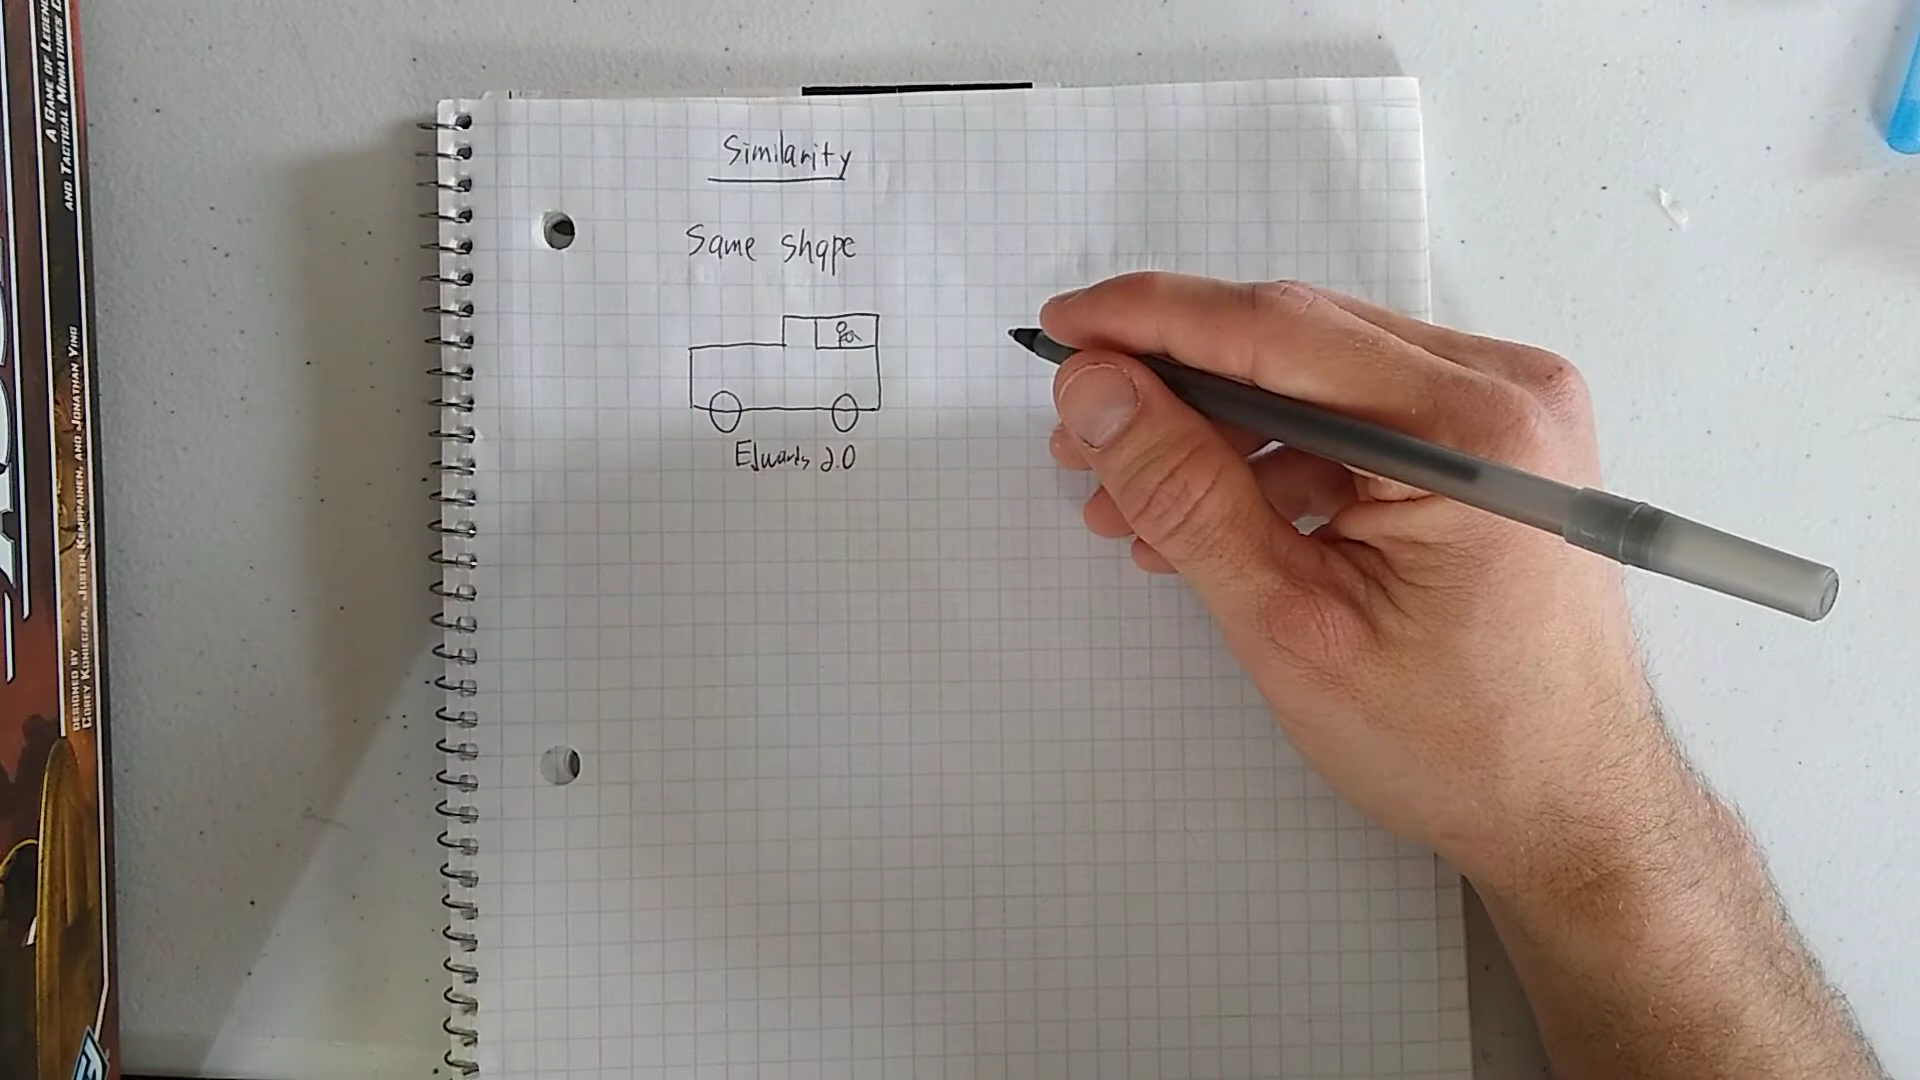 Similarity
Same shape
Edwards 2.0
A GAME OF LEGEND
AND TACTICAL MINIATURES
DESIGNED BY
COREY KONIECZKA, JUSTIN KEMPPAINEN, AND JONATHAN YING